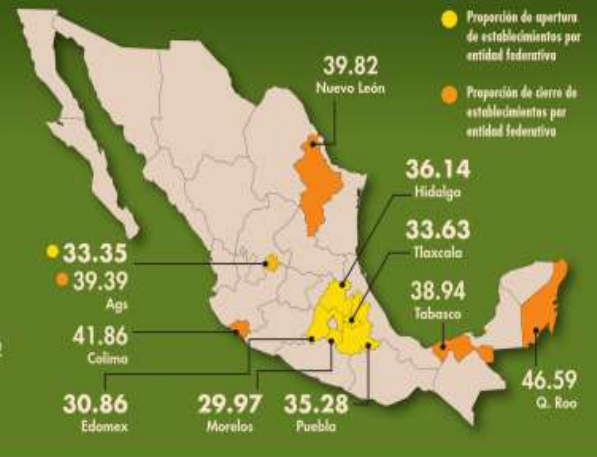 Proporción de apertura
de establecimientos por
entidad federativa
Proporción de cierre de
establecimientos por
entidad federativa
39.82
Nuevo León
36.14
Hidalgo
33.63
Tlaxcala
33.35
39.39
Ags
38.94
Tabasco
41.86
Colima
46.59
Q. Roo
30.86
Edomex
29.97
Morelos
35.28
Puebla